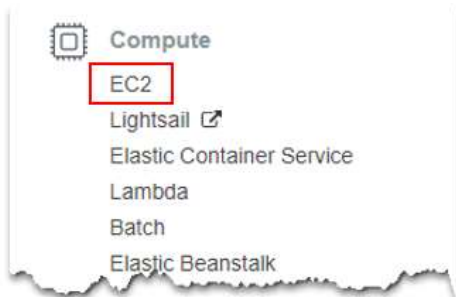 Compute
EC2
Lightsail
Elastic Container Service
Lambda
Batch
Elastic Beanstalk